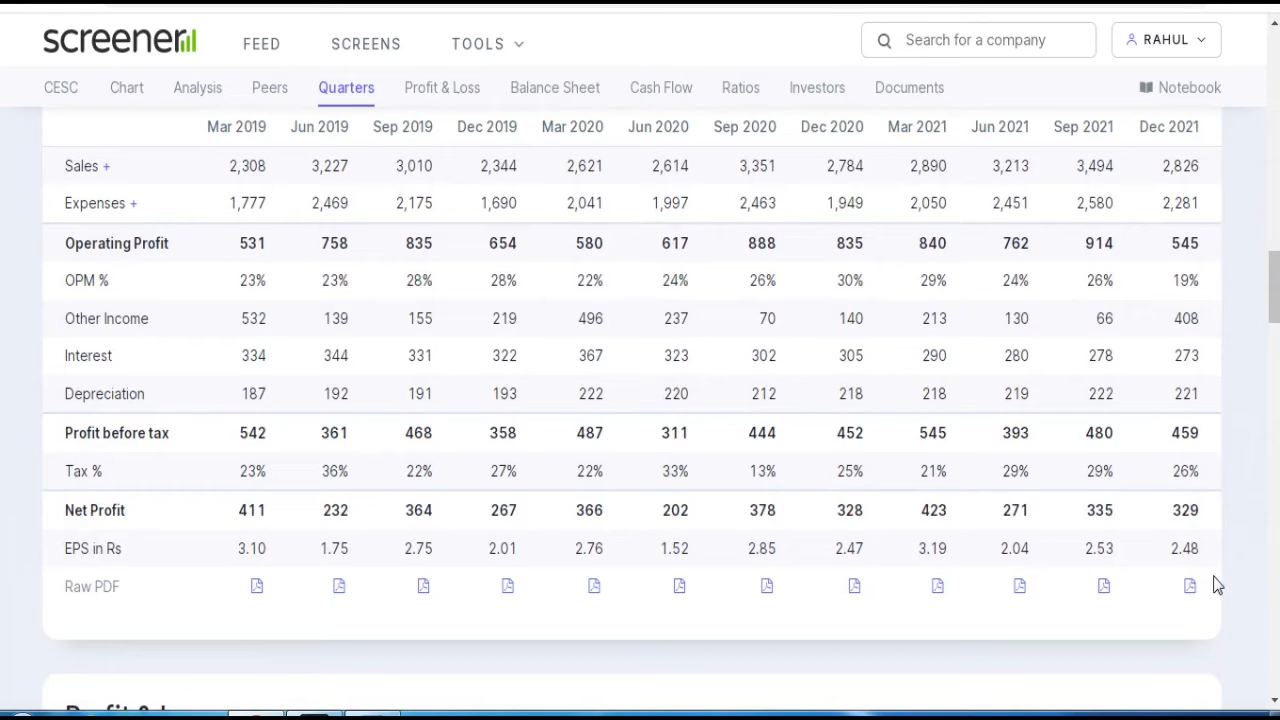 screener FEED SCREENS TOOLS Search for a company RAHUL
CESC Chart Analysis Peers Quarters Profit & Loss Balance Sheet Cash Flow Ratios Investors Documents Notebook
Mar 2019 Jun 2019 Sep 2019 Dec 2019 Mar 2020 Jun 2020 Sep 2020 Dec 2020 Mar 2021 Jun 2021 Sep 2021 Dec 2021
Sales + 2,308 3,227 3,010 2,344 2,621 2,614 3,351 2,784 2,890 3,213 3,494 2,826
Expenses + 1,777 2,469 2,175 1,690 2,041 1,997 2,463 1,949 2,050 2,451 2,580 2,281
Operating Profit 531 758 835 654 580 617 888 835 840 762 914 545
OPM % 23% 23% 28% 28% 22% 24% 26% 30% 29% 24% 26% 19%
Other Income 532 139 155 219 496 237 70 140 213 130 66 408
Interest 334 344 331 322 367 323 302 305 290 280 278 273
Depreciation 187 192 191 193 222 220 212 218 218 219 222 221
Profit before tax 542 361 468 358 487 311 444 452 545 393 480 459
Tax % 23% 36% 22% 27% 22% 33% 13% 25% 21% 29% 29% 26%
Net Profit 411 232 364 267 366 202 378 328 423 271 335 329
EPS in Rs 3.10 1.75 2.75 2.01 2.76 1.52 2.85 2.47 3.19 2.04 2.53 2.48
Raw PDF